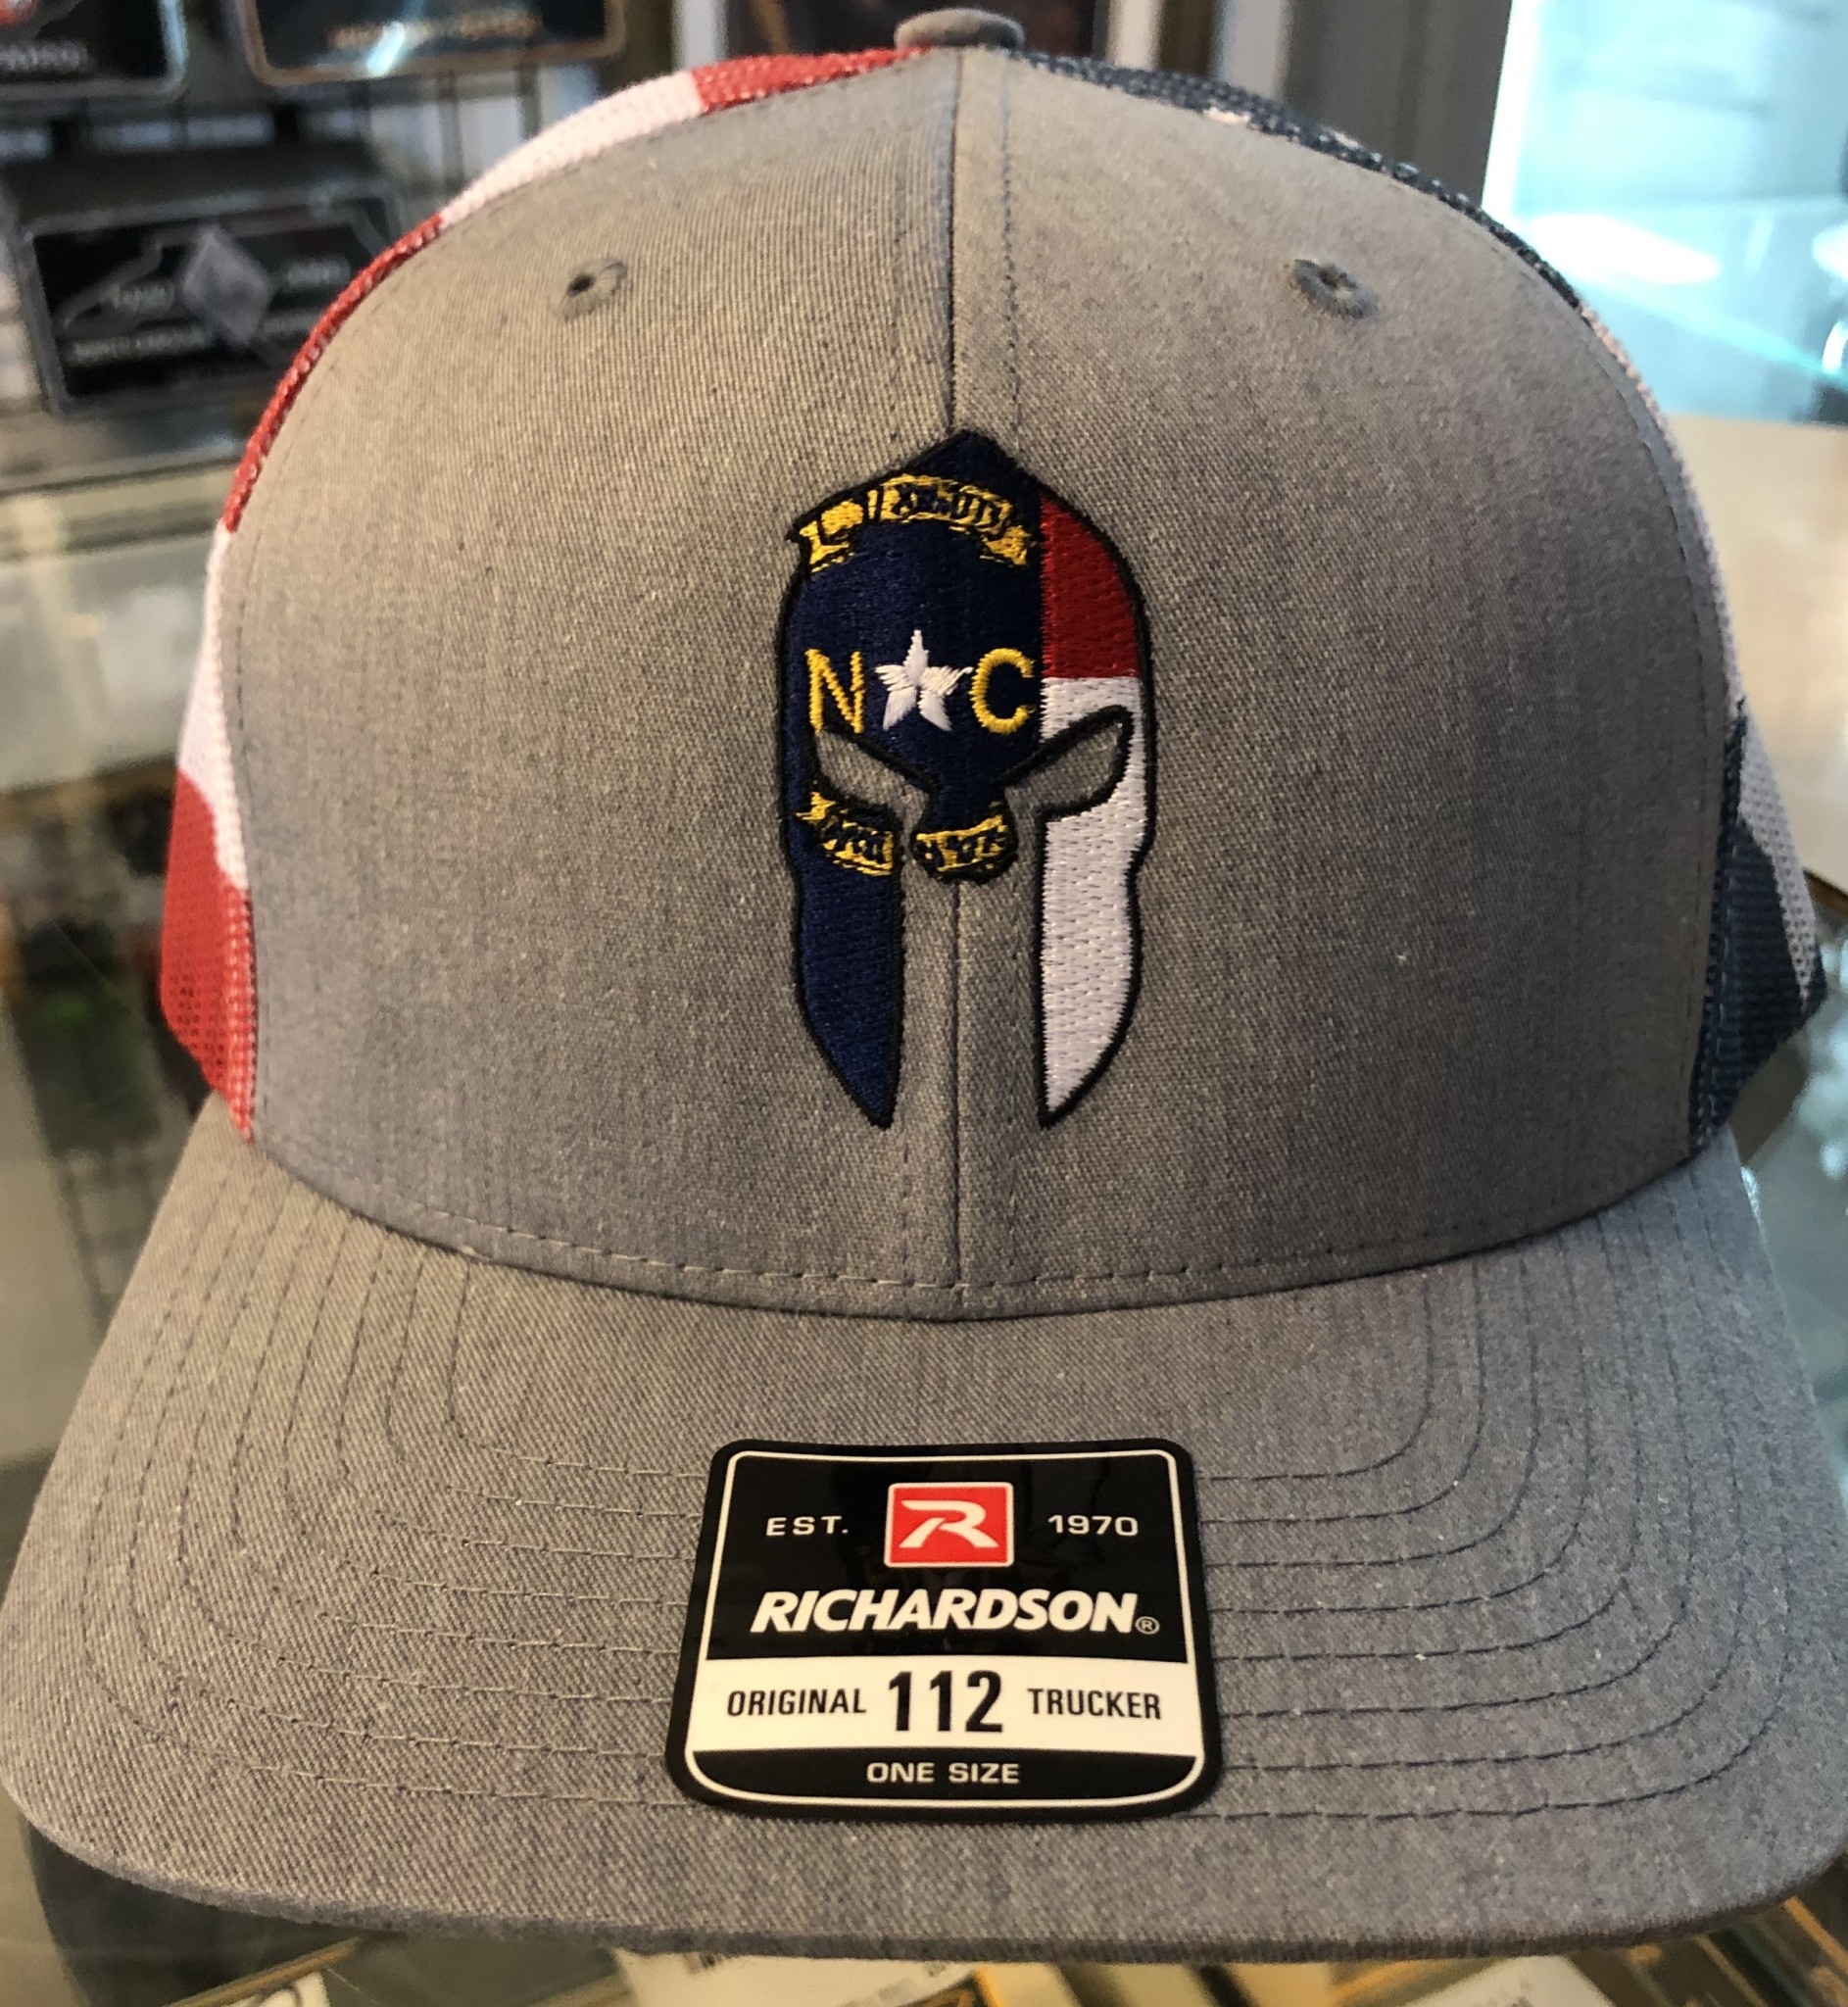 N C
EST. R 1970
RICHARDSON®
ORIGINAL 112 TRUCKER
ONE SIZE